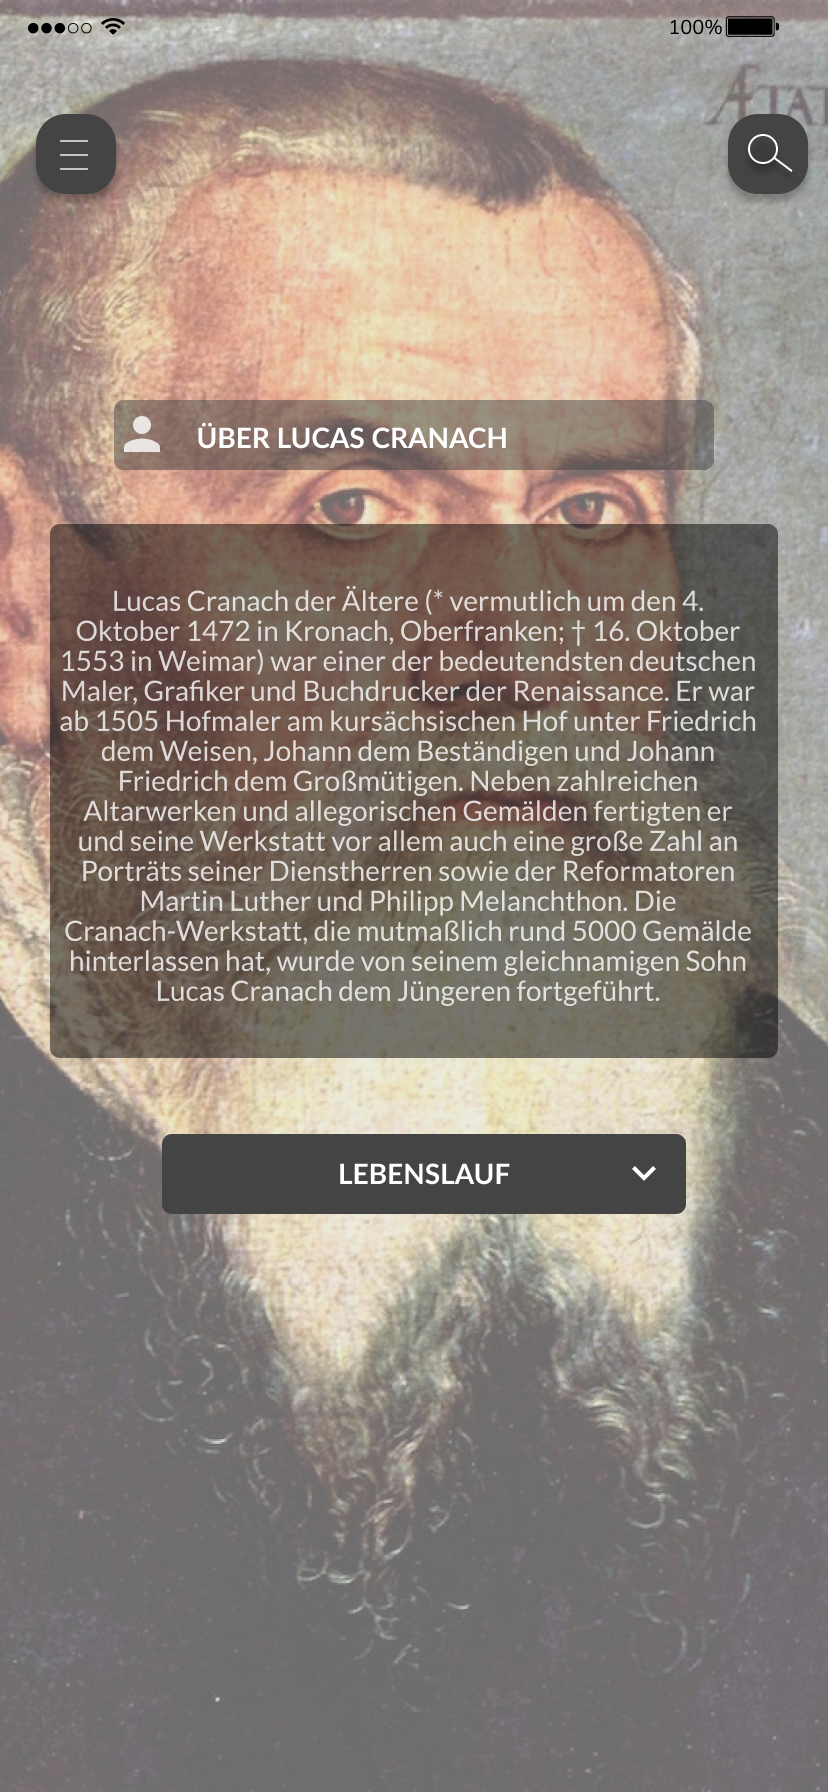 100%
ÆTAT
ÜBER LUCAS CRANACH
Lucas Cranach der Ältere (* vermutlich um den 4.
Oktober 1472 in Kronach, Oberfranken; † 16. Oktober
1553 in Weimar) war einer der bedeutendsten deutschen
Maler, Grafiker und Buchdrucker der Renaissance. Er war
ab 1505 Hofmaler am kursächsischen Hof unter Friedrich
dem Weisen, Johann dem Beständigen und Johann
Friedrich dem Großmütigen. Neben zahlreichen
Altarwerken und allegorischen Gemälden fertigten er
und seine Werkstatt vor allem auch eine große Zahl an
Porträts seiner Dienstherren sowie der Reformatoren
Martin Luther und Philipp Melanchthon. Die
Cranach-Werkstatt, die mutmaßlich rund 5000 Gemälde
hinterlassen hat, wurde von seinem gleichnamigen Sohn
Lucas Cranach dem Jüngeren fortgeführt.
LEBENSLAUF